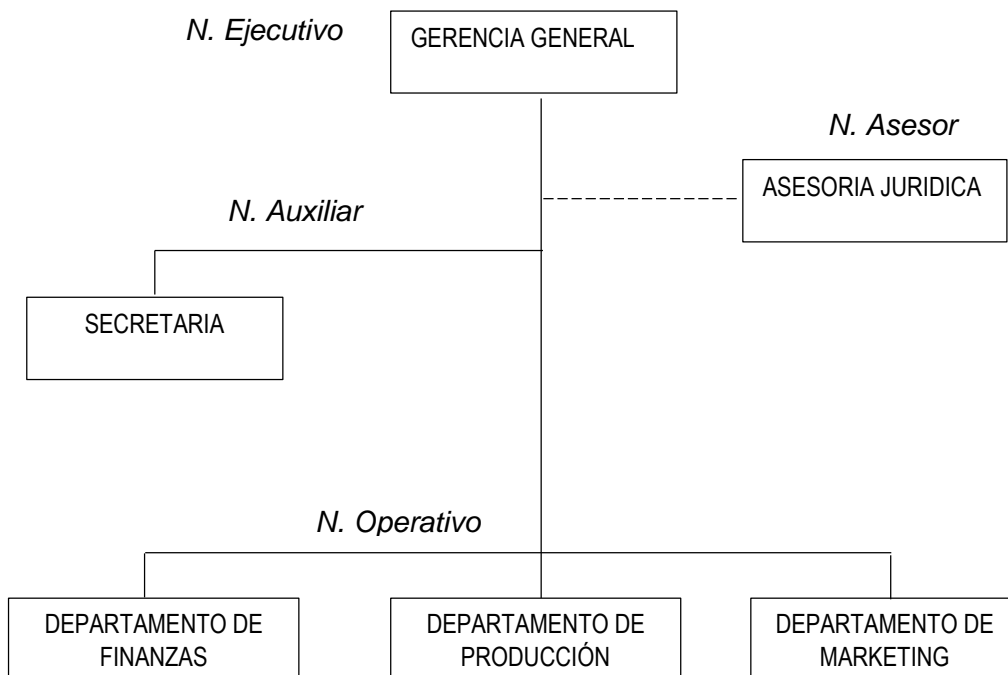 N. Ejecutivo
GERENCIA GENERAL
N. Asesor
ASESORIA JURIDICA
N. Auxiliar
SECRETARIA
N. Operativo
DEPARTAMENTO DE
FINANZAS
DEPARTAMENTO DE
PRODUCCIÓN
DEPARTAMENTO DE
MARKETING